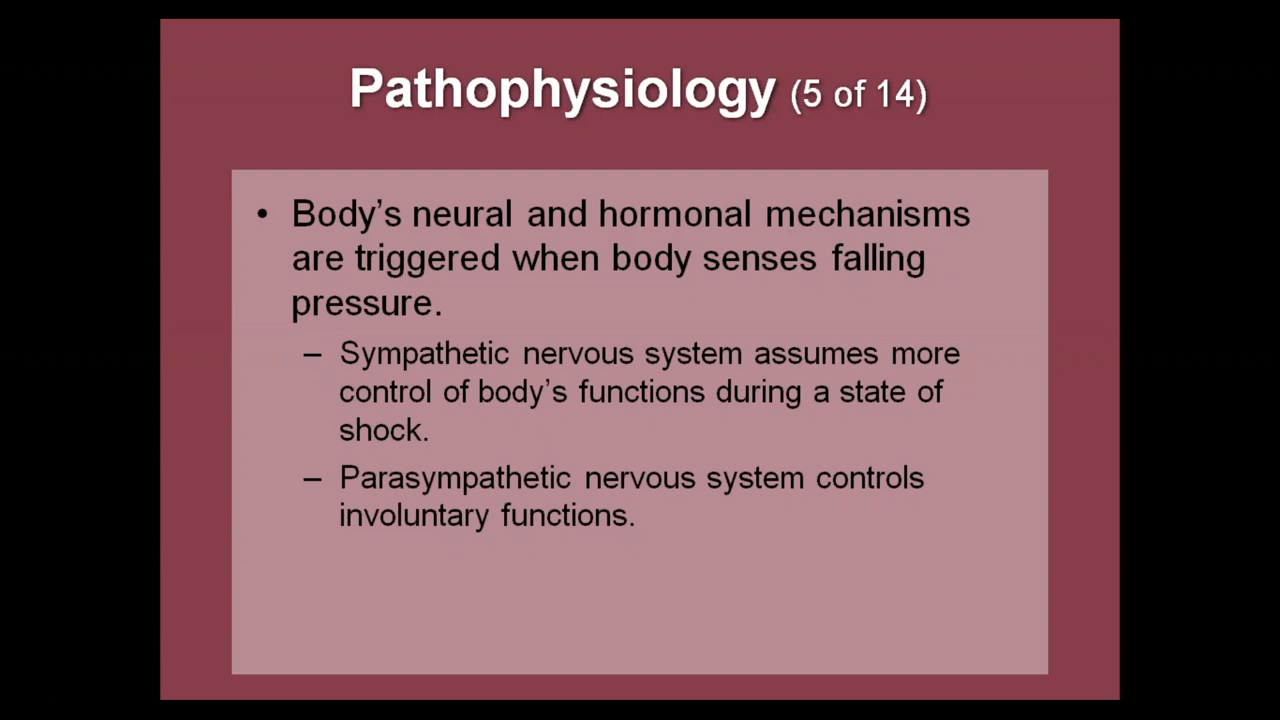 Pathophysiology (5 of 14)
• Body’s neural and hormonal mechanisms
are triggered when body senses falling
pressure.
– Sympathetic nervous system assumes more
control of body’s functions during a state of
shock.
– Parasympathetic nervous system controls
involuntary functions.